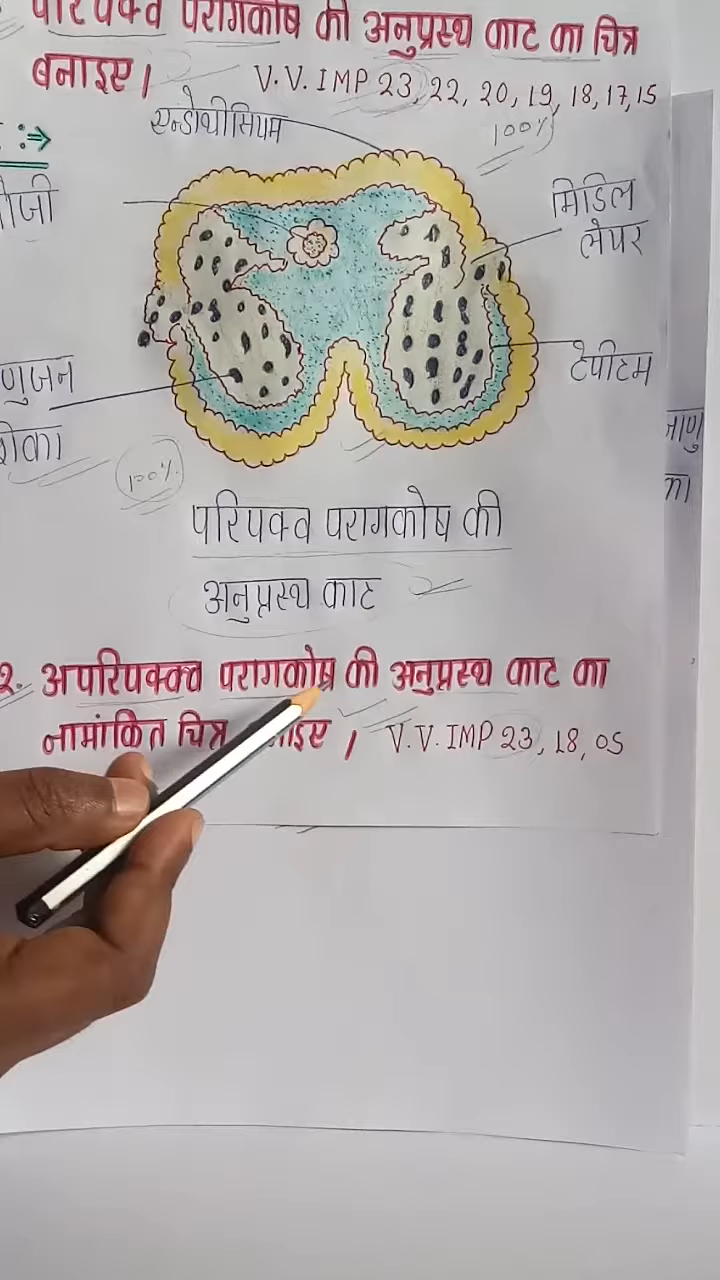 परिपक्व परागकोष की अनुप्रस्थ काट का चित्र
बनाइए।
V.V. IMP 23, 22, 20, 19, 18, 17, 15
एन्डोथीसियम
100%
मिडिल
लेयर
टेपीटम
णुजन
100%
परिपक्व परागकोष की
अनुप्रस्थ काट
2. अपरिपक्क्व परागकोष की अनुप्रस्थ काट का
नामांकित चित्र
V.V. IMP 23, 18, 05